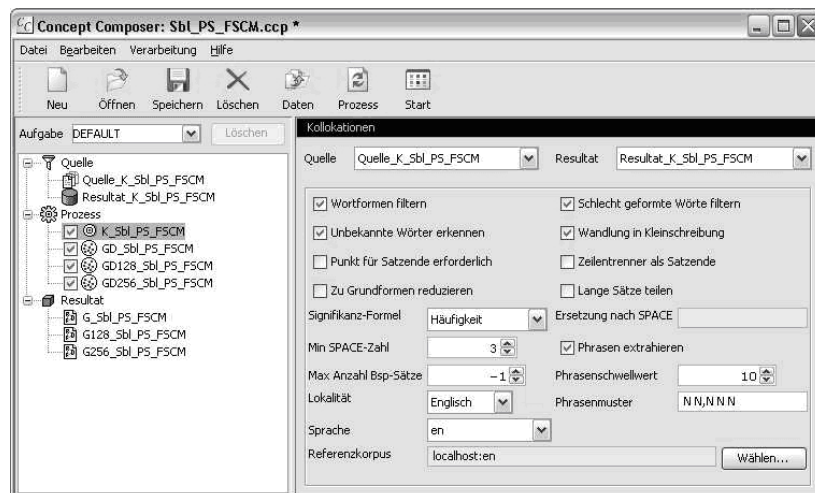 Concept Composer: Sbl_PS_FSCM.ccp *
Datei Bearbeiten Verarbeitung Hilfe
Neu Öffnen Speichern Löschen Daten Prozess Start
Aufgabe DEFAULT Löschen
Quelle
Quelle_K_Sbl_PS_FSCM
Resultat_K_Sbl_PS_FSCM
Prozess
K_Sbl_PS_FSCM
GD_Sbl_PS_FSCM
GD128_Sbl_PS_FSCM
GD256_Sbl_PS_FSCM
Resultat
G_Sbl_PS_FSCM
G128_Sbl_PS_FSCM
G256_Sbl_PS_FSCM
Kollokationen
Quelle Quelle_K_Sbl_PS_FSCM Resultat Resultat_K_Sbl_PS_FSCM
Wortformen filtern Schlecht geformte Wörte filtern
Unbekannte Wörter erkennen Wandlung in Kleinschreibung
Punkt für Satzende erforderlich Zeilentrenner als Satzende
Zu Grundformen reduzieren Lange Sätze teilen
Signifikanz-Formel Häufigkeit Ersetzung nach SPACE
Min SPACE-Zahl 3 Phrasen extrahieren
Max Anzahl Bsp-Sätze -1 Phrasenschwellwert 10
Lokalität Englisch Phrasenmuster N N,N N N
Sprache en
Referenzkorpus localhost:en Wählen...